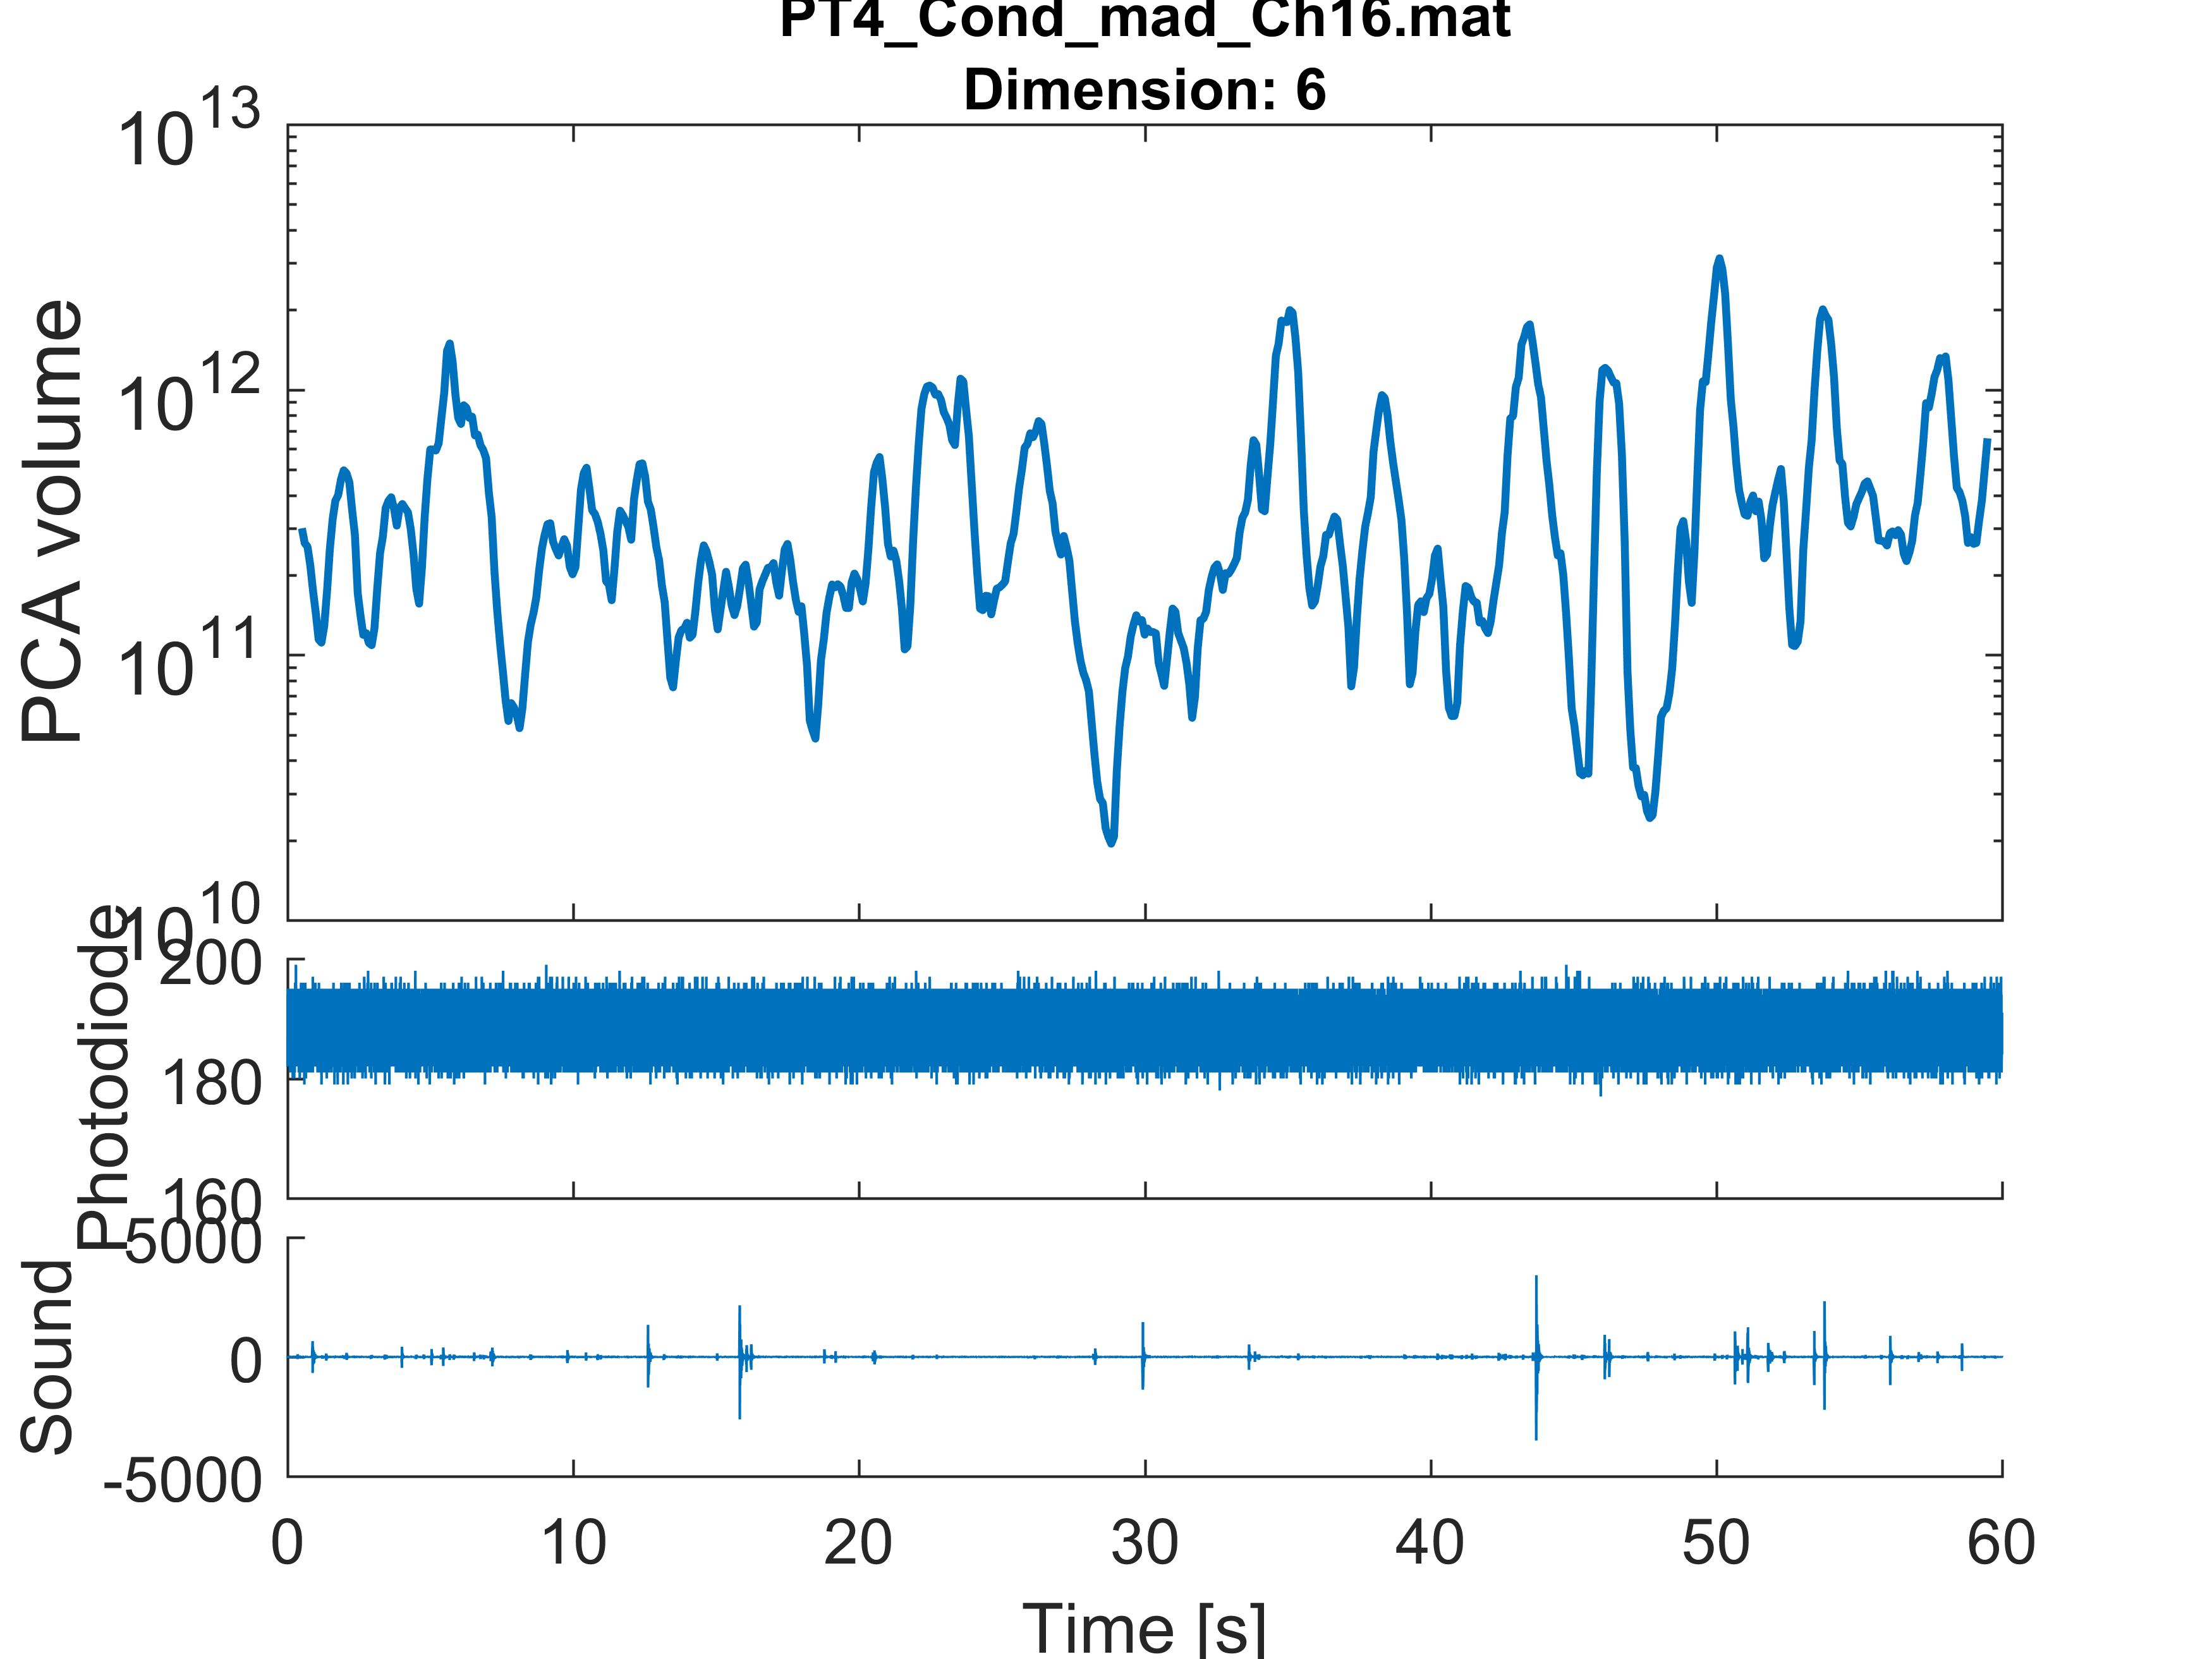 PT4_Cond_mad_Ch16.mat
Dimension: 6
PCA volume
10^13
10^12
10^11
10^10
Photodiode
200
180
160
Sound
5000
0
-5000
0 10 20 30 40 50 60
Time [s]